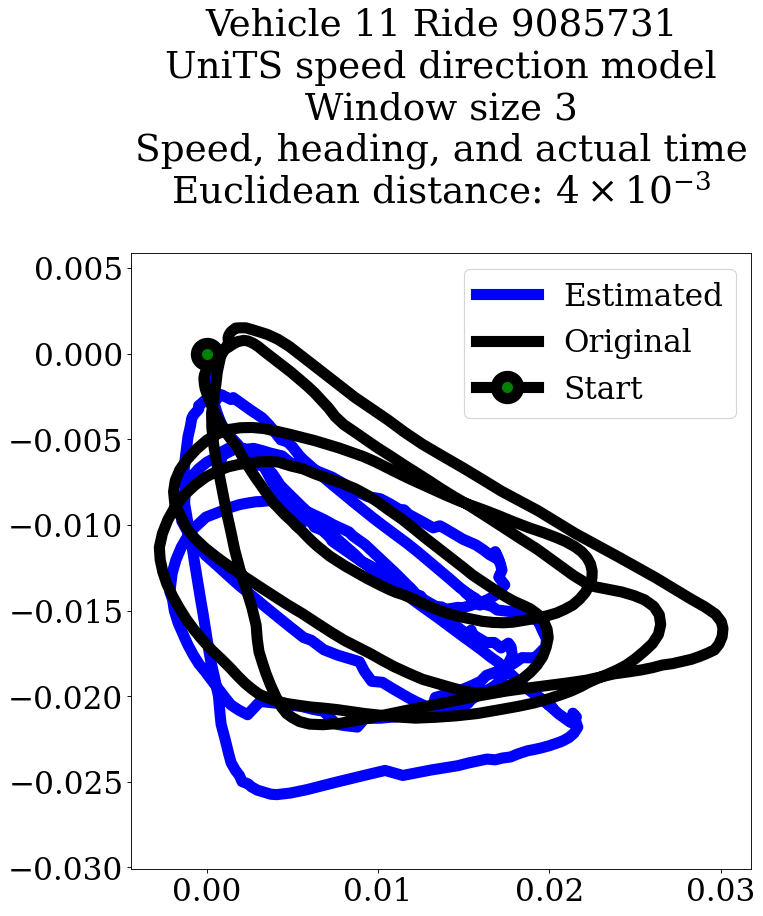 Vehicle 11 Ride 9085731
UniTS speed direction model
Window size 3
Speed, heading, and actual time
Euclidean distance: 4 × 10⁻³
Estimated
Original
Start
0.005
0.000
−0.005
−0.010
−0.015
−0.020
−0.025
−0.030
0.00 0.01 0.02 0.03